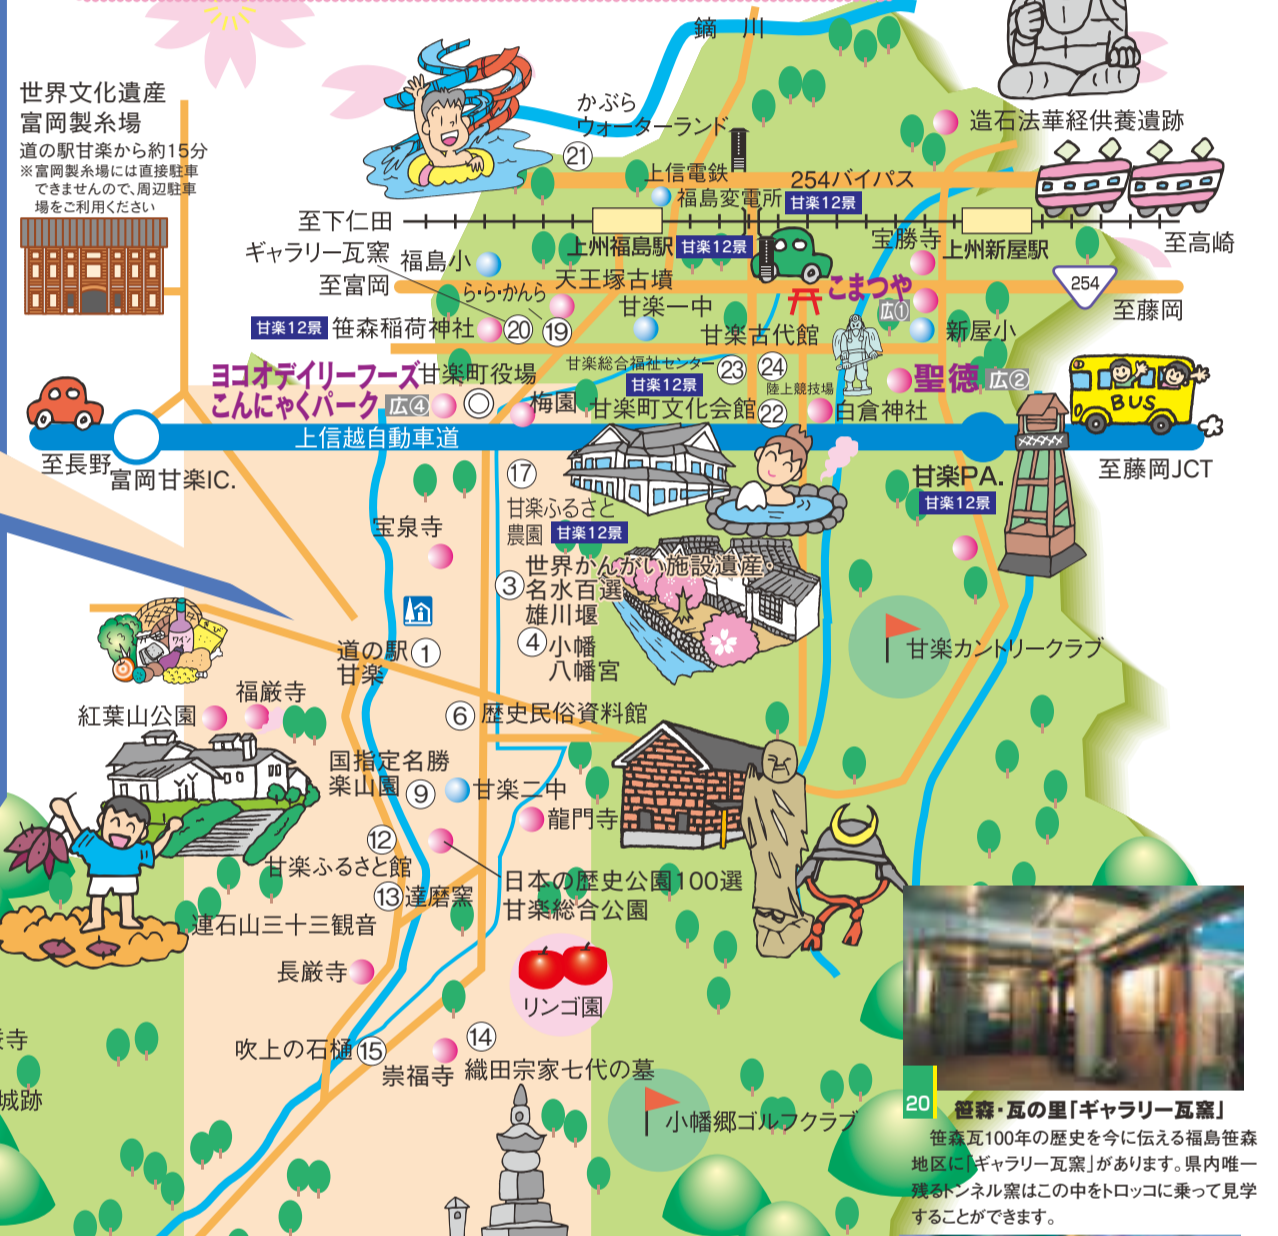 鏑 川
世界文化遺産
富岡製糸場
道の駅甘楽から約15分
※富岡製糸場には直接駐車
できませんので、周辺駐車
場をご利用ください
かぶら
ウォーターランド
21
造石法華経供養遺跡
上信電鉄
254バイパス
福島変電所
甘楽12景
至下仁田
上州福島駅
甘楽12景
宝勝寺
上州新屋駅
至高崎
ギャラリー瓦窯
福島小
至富岡
ら・ら・かんら
天王塚古墳
こまつや
広①
254
至藤岡
甘楽12景
笹森稲荷神社
20
19
甘楽一中
甘楽古代館
新屋小
甘楽総合福祉センター
23
24
甘楽12景
陸上競技場
聖徳
広②
ヨコオデイリーフーズ
こんにゃくパーク
広④
甘楽町役場
梅園
甘楽町文化会館
22
白倉神社
BUS
上信越自動車道
至長野
富岡甘楽IC.
甘楽PA.
甘楽12景
至藤岡JCT
17
甘楽ふるさと
農園
甘楽12景
宝泉寺
世界かんがい施設遺産・
3
名水百選
雄川堰
4
小幡
八幡宮
道の駅
甘楽
1
甘楽カントリークラブ
ワイン
きび
福厳寺
紅葉山公園
6
歴史民俗資料館
国指定名勝
楽山園
9
甘楽二中
龍門寺
12
甘楽ふるさと館
13
達磨窯
日本の歴史公園100選
甘楽総合公園
連石山三十三観音
長厳寺
リンゴ園
吹上の石樋
15
崇福寺
14
織田宗家七代の墓
寺
城跡
小幡郷ゴルフクラブ
20
笹森・瓦の里「ギャラリー瓦窯」
笹森瓦100年の歴史を今に伝える福島笹森
地区に「ギャラリー瓦窯」があります。県内唯一
残るトンネル窯はこの中をトロッコに乗って見学
することができます。